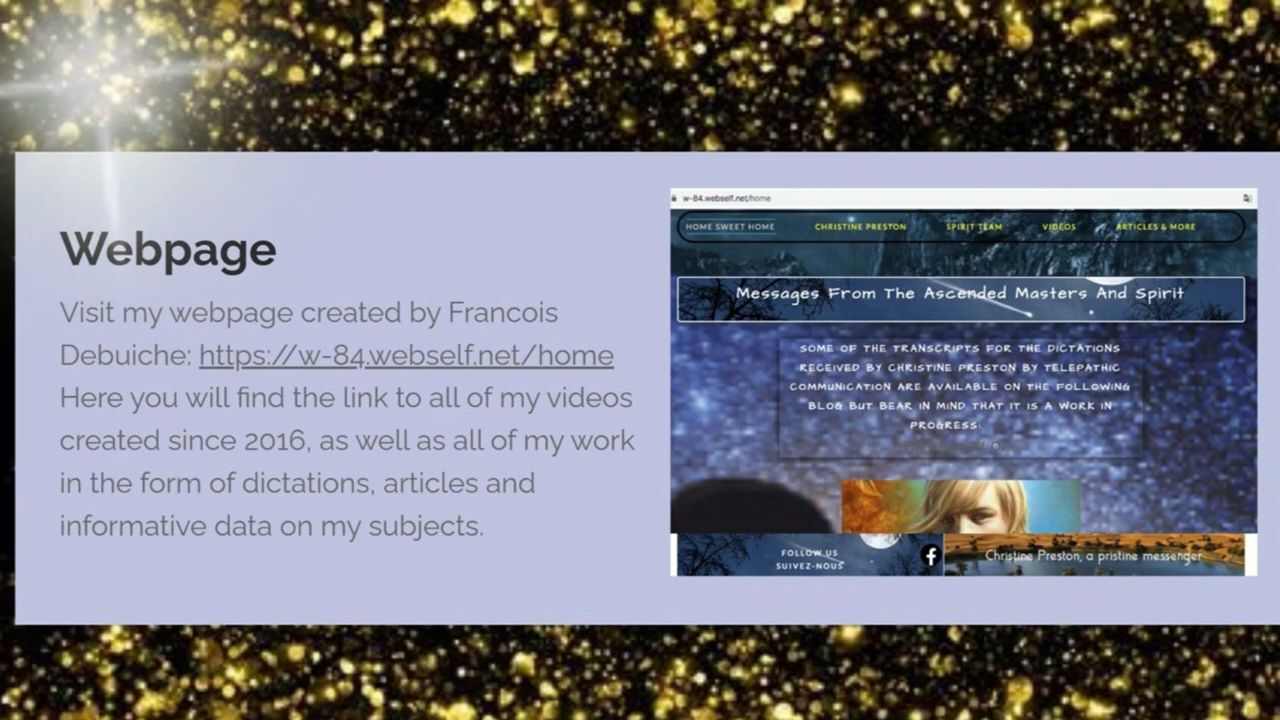 Webpage
Visit my webpage created by Francois
Debuiche: https://w-84.webself.net/home
Here you will find the link to all of my videos
created since 2016, as well as all of my work
in the form of dictations, articles and
informative data on my subjects.
w-84.webself.net/home
HOME SWEET HOME CHRISTINE PRESTON SPIRIT TEAM VIDEOS ARTICLES & MORE
Messages From The Ascended Masters And Spirit
SOME OF THE TRANSCRIPTS FOR THE DICTATIONS
RECEIVED BY CHRISTINE PRESTON BY TELEPATHIC
COMMUNICATION ARE AVAILABLE ON THE FOLLOWING
BLOG BUT BEAR IN MIND THAT IT IS A WORK IN
PROGRESS:
FOLLOW US
SUIVEZ-NOUS
Christine Preston, a pristine messenger